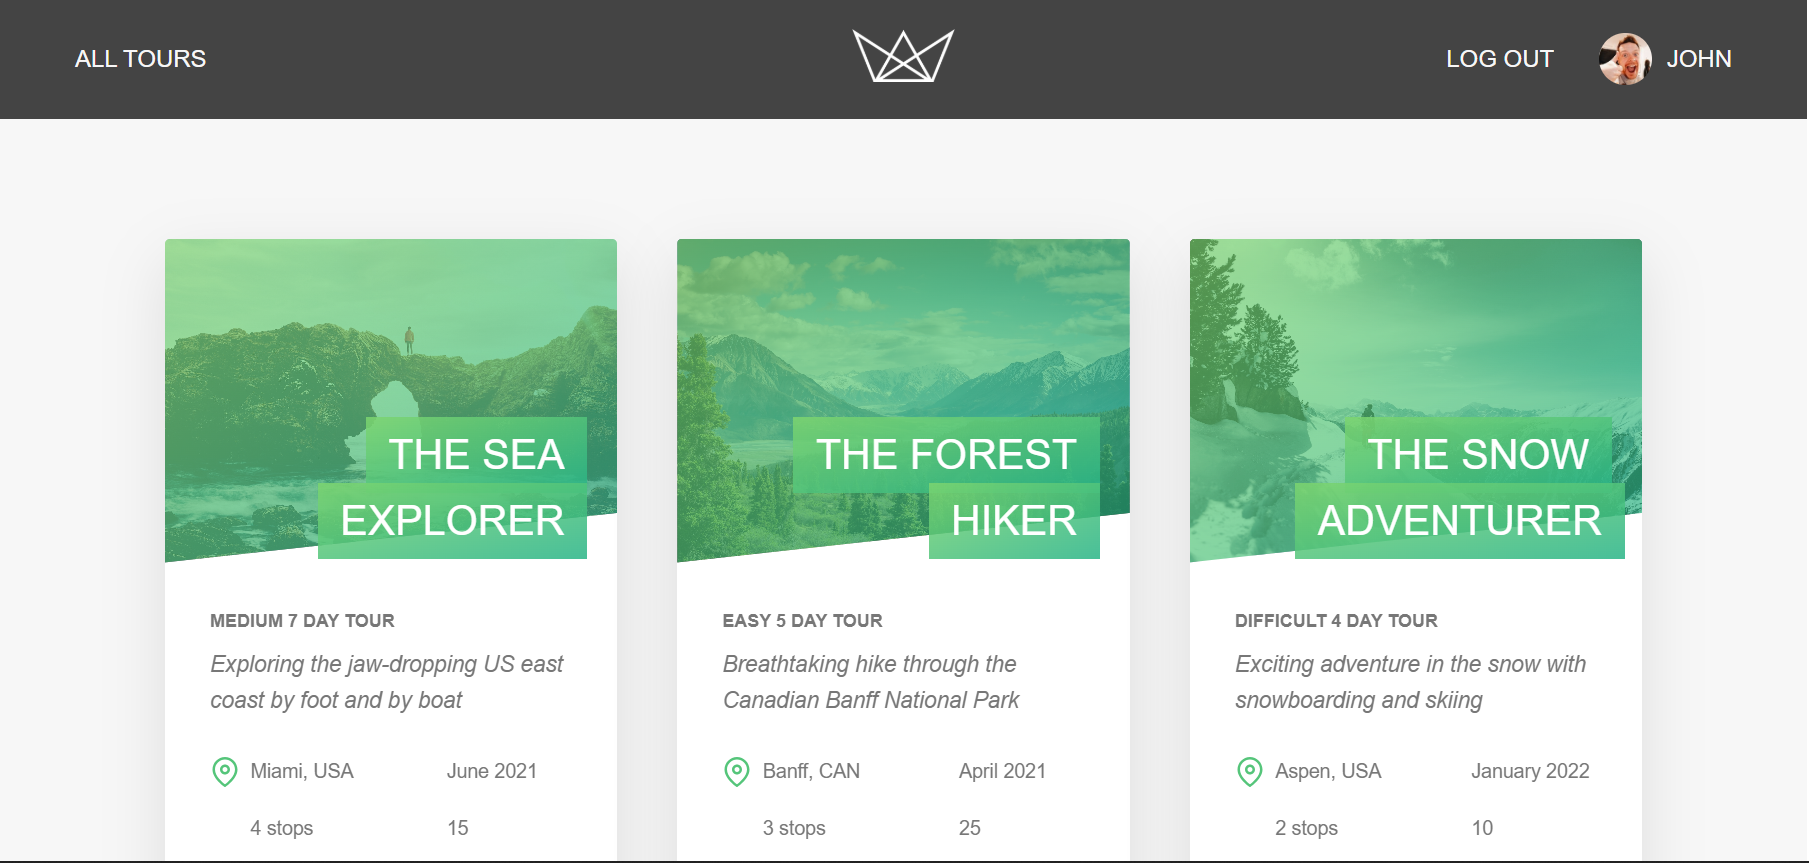 ALL TOURS
LOG OUT
JOHN
THE SEA
EXPLORER
MEDIUM 7 DAY TOUR
Exploring the jaw-dropping US east
coast by foot and by boat
Miami, USA
June 2021
4 stops
15
THE FOREST
HIKER
EASY 5 DAY TOUR
Breathtaking hike through the
Canadian Banff National Park
Banff, CAN
April 2021
3 stops
25
THE SNOW
ADVENTURER
DIFFICULT 4 DAY TOUR
Exciting adventure in the snow with
snowboarding and skiing
Aspen, USA
January 2022
2 stops
10